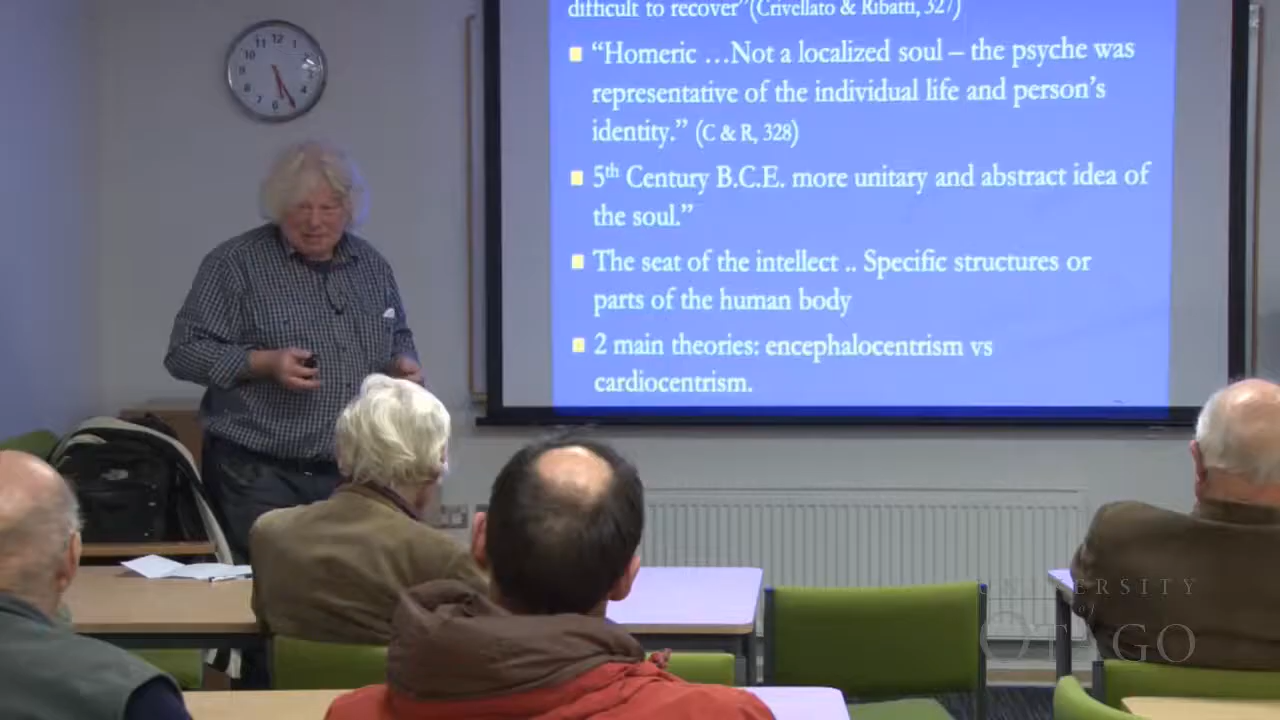 difficult to recover”(Crivellato & Ribatti, 327)
“Homeric …Not a localized soul – the psyche was
representative of the individual life and person’s
identity.” (C & R, 328)
5th Century B.C.E. more unitary and abstract idea of
the soul.”
The seat of the intellect .. Specific structures or
parts of the human body
2 main theories: encephalocentrism vs
cardiocentrism.
UNIVERSITY
of
OTAGO